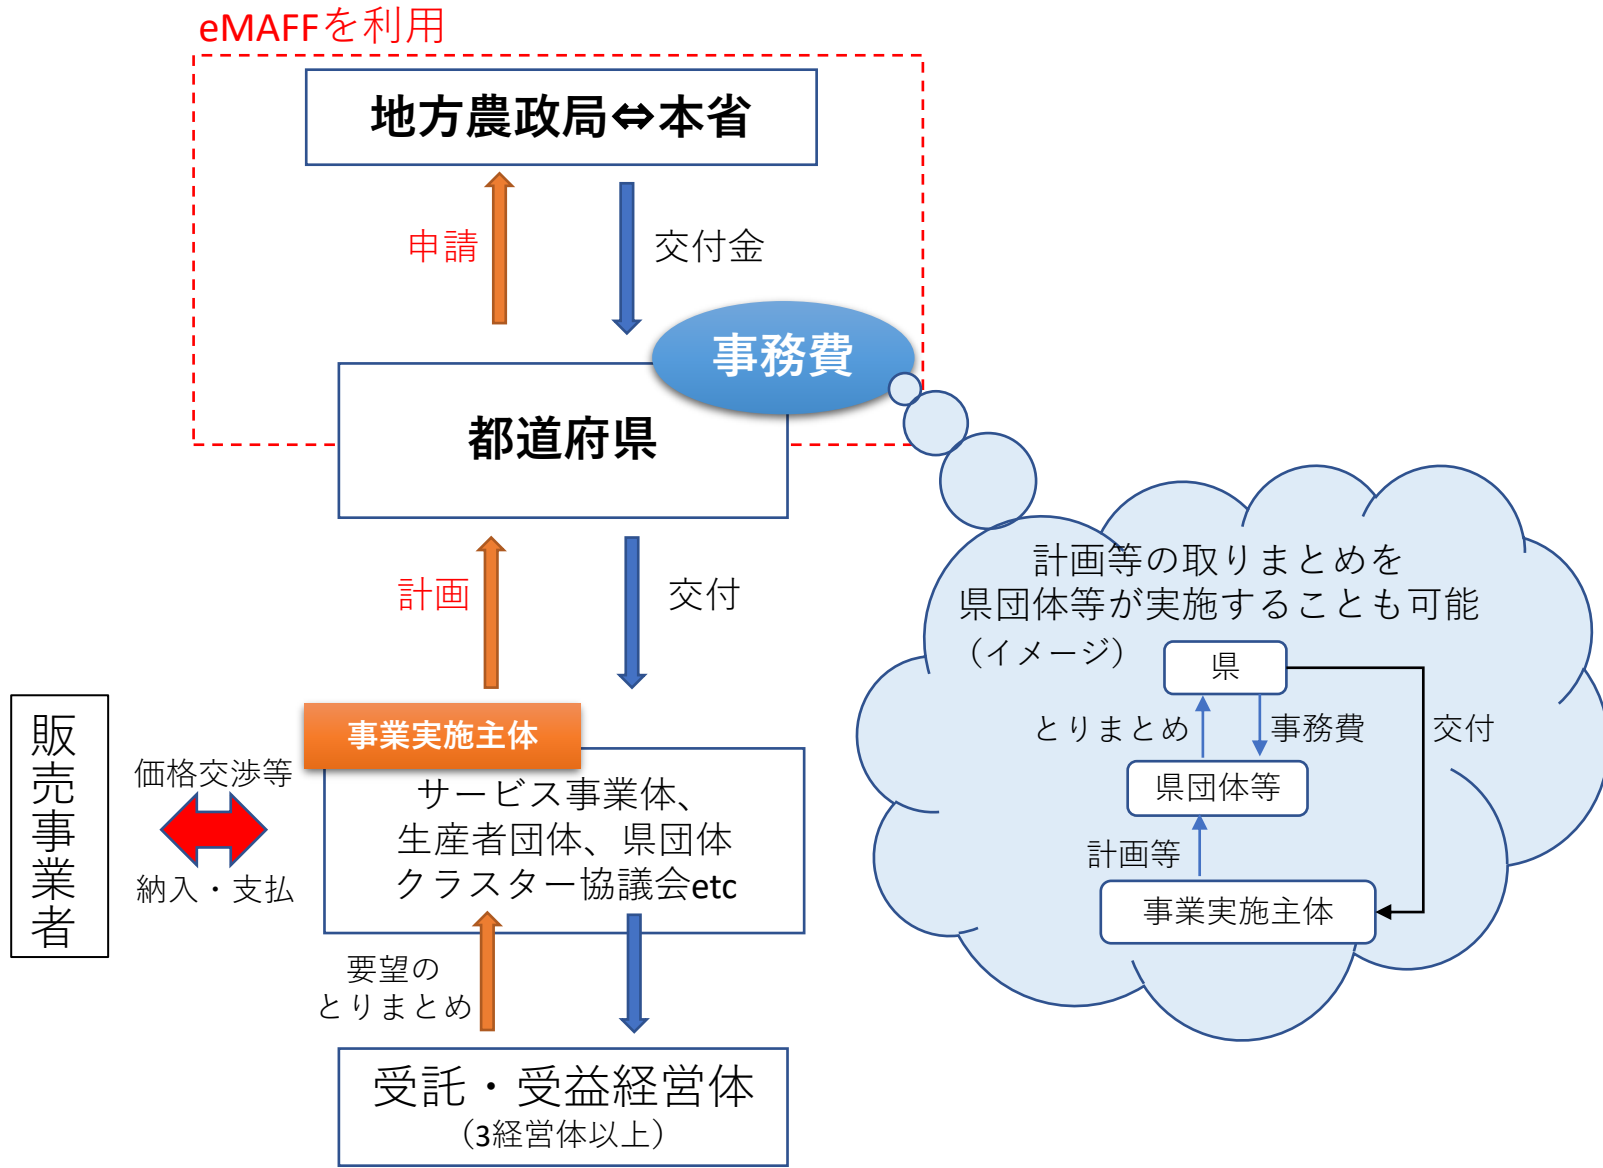 eMAFFを利用
地方農政局⇔本省
申請
交付金
事務費
都道府県
計画
交付
事業実施主体
サービス事業体、
生産者団体、県団体
クラスター協議会etc
販売事業者
価格交渉等
納入・支払
要望の
とりまとめ
受託・受益経営体
（3経営体以上）
計画等の取りまとめを
県団体等が実施することも可能
（イメージ）
県
とりまとめ
事務費
交付
県団体等
計画等
事業実施主体